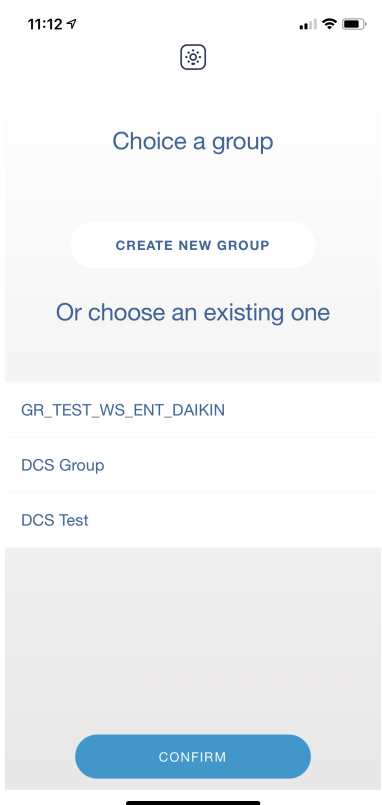 11:12
Choice a group
CREATE NEW GROUP
Or choose an existing one
GR_TEST_WS_ENT_DAIKIN
DCS Group
DCS Test
CONFIRM